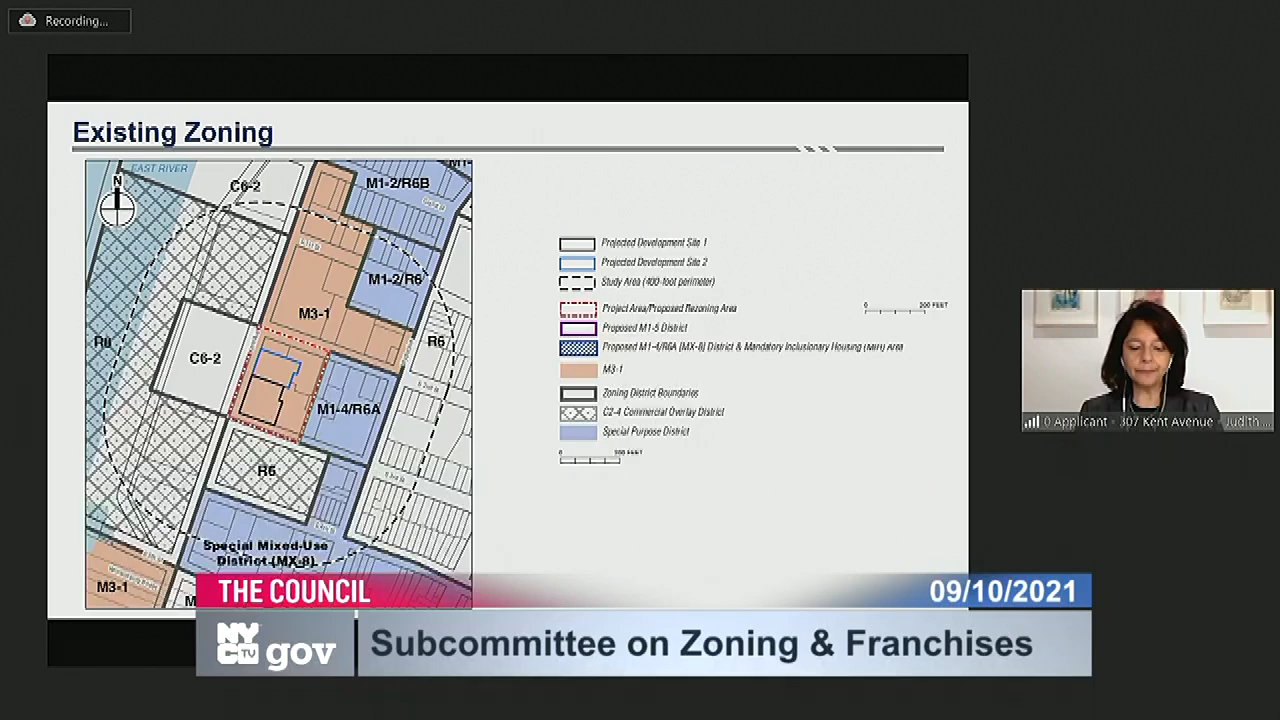 Recording...
Existing Zoning
EAST RIVER
N
C6-2
M1-2/R6B
M1-2/R6
M3-1
R8
C6-2
R6
M1-4/R6A
R6
Special Mixed-Use
District (MX-8)
M3-1
Projected Development Site 1
Projected Development Site 2
Study Area (400-foot perimeter)
Project Area/Proposed Rezoning Area
Proposed M1-5 District
Proposed M1-4/R6A (MX-8) District & Mandatory Inclusionary Housing (MIH) Area
M3-1
Zoning District Boundaries
C2-4 Commercial Overlay District
Special Purpose District
0 Applicant - 307 Kent Avenue - Judith ...
THE COUNCIL
09/10/2021
NYC TV gov
Subcommittee on Zoning & Franchises